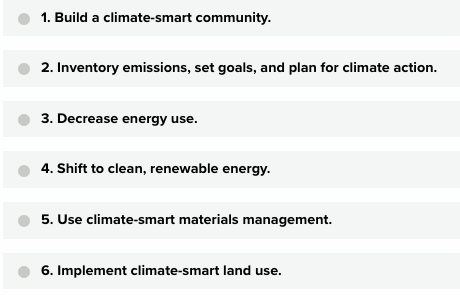 1. Build a climate-smart community.
2. Inventory emissions, set goals, and plan for climate action.
3. Decrease energy use.
4. Shift to clean, renewable energy.
5. Use climate-smart materials management.
6. Implement climate-smart land use.